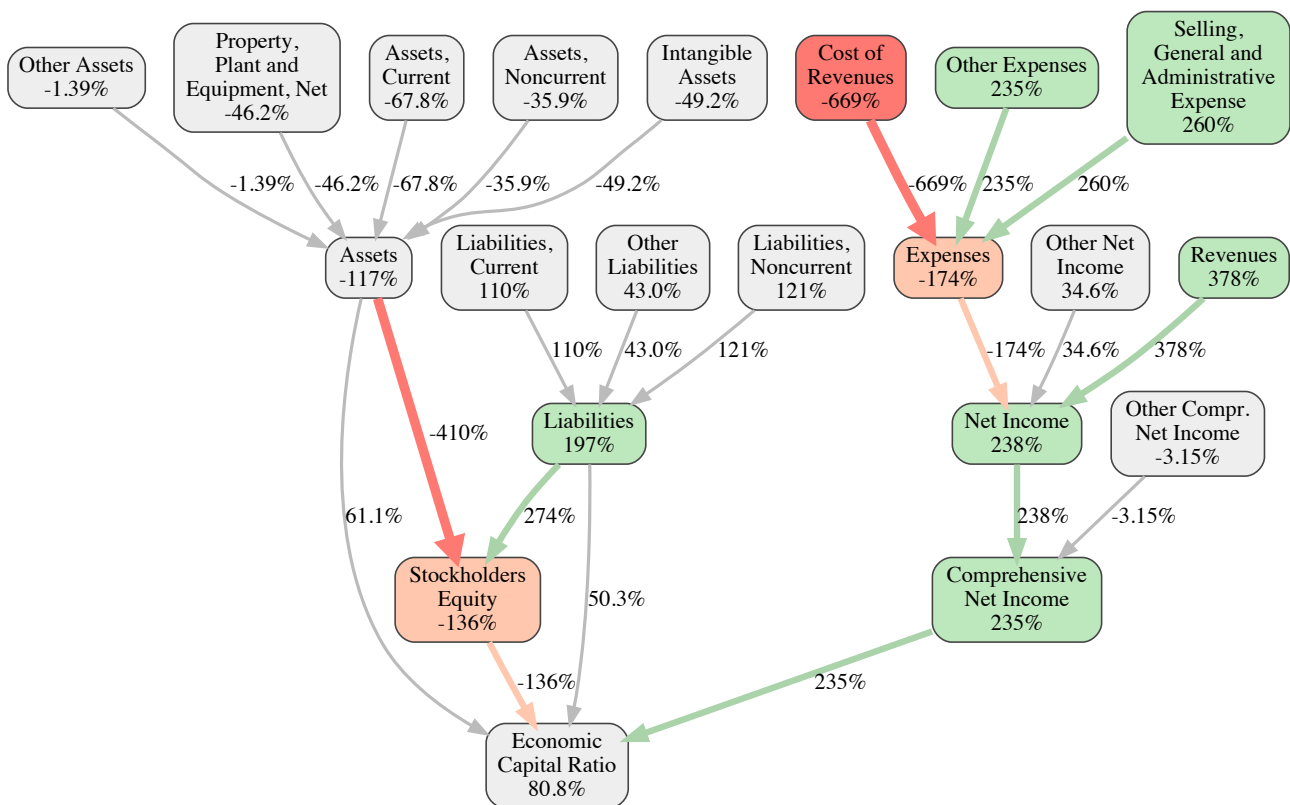 Other Assets
-1.39%
Property,
Plant and
Equipment, Net
-46.2%
Assets,
Current
-67.8%
Assets,
Noncurrent
-35.9%
Intangible
Assets
-49.2%
Cost of
Revenues
-669%
Other Expenses
235%
Selling,
General and
Administrative
Expense
260%
-1.39%
-46.2%
-67.8%
-35.9%
-49.2%
-669%
235%
260%
Assets
-117%
Liabilities,
Current
110%
Other
Liabilities
43.0%
Liabilities,
Noncurrent
121%
Expenses
-174%
Other Net
Income
34.6%
Revenues
378%
110%
43.0%
121%
-174%
34.6%
378%
-410%
Liabilities
197%
Net Income
238%
Other Compr.
Net Income
-3.15%
61.1%
274%
238%
-3.15%
Stockholders
Equity
-136%
50.3%
Comprehensive
Net Income
235%
-136%
235%
Economic
Capital Ratio
80.8%